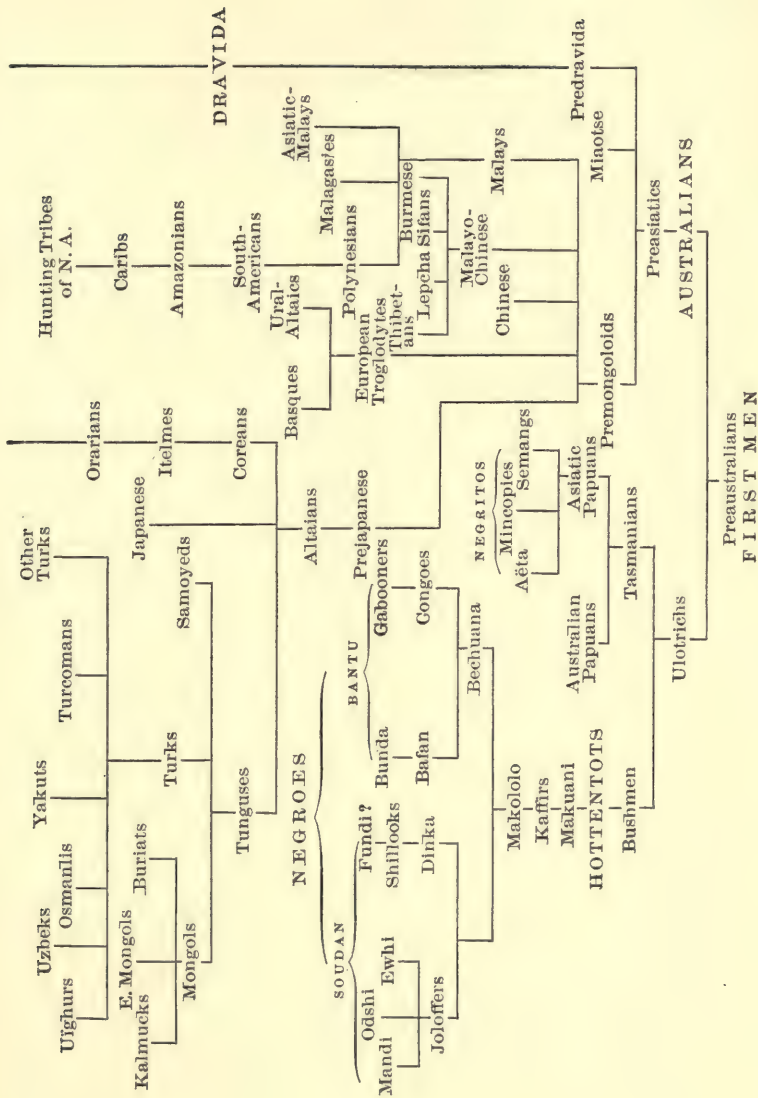 Hunting Tribes
of N. A.
Caribs
Amazonians
South-
Americans
Polynesians
DRAVIDA
Asiatic-
Malays
Malagasies
Burmese
Lepcha Sifans
Thibet-
ans
Malayo-
Chinese
Malays
Chinese
Predravida
Miaotse
Preasiatics
AUSTRALIANS
Orarians
Itelmes
Coreans
Japanese
Ural-
Altaics
Basques
European
Troglodytes
Premongoloids
Altaians
Prejapanese
Other
Turks
Turcomans
Yakuts
Osmanlis
Uzbeks
Uïghurs
Turks
Samoyeds
Buriats
E. Mongols
Kalmucks
Mongols
Tunguses
NEGROES
BANTU
Gabooners
Congoes
Bunda
Bafan
Bechuana
SOUDAN
Fundi?
Shillooks
Dinka
Ewhi
Odshi
Mandi
Joloffers
Makololo
Kaffirs
Makuani
HOTTENTOTS
Bushmen
NEGRITOS
Aëta
Mincopies
Semangs
Asiatic
Papuans
Australian
Papuans
Tasmanians
Ulotrichs
Preaustralians
FIRST MEN